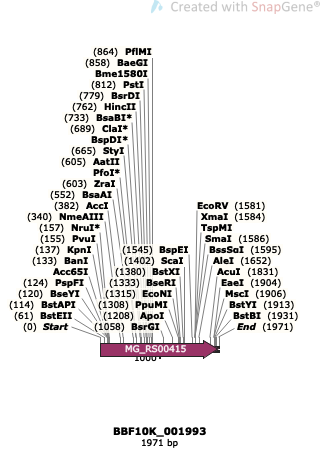 Created with SnapGene®
(864) PflMI
(858) BaeGI
Bme1580I
(812) PstI
(779) BsrDI
(762) HincII
(733) BsaBI*
(689) ClaI*
BspDI*
(665) StyI
(605) AatII
PfoI*
(603) ZraI
(552) BsaAI
(382) AccI
(340) NmeAIII
(157) NruI*
(155) PvuI
(137) KpnI
(133) BanI
Acc65I
(124) PspFI
(120) BseYI
(114) BstAPI
(61) BstEII
(0) Start
(1545) BspEI
(1402) ScaI
(1380) BstXI
(1333) BseRI
(1315) EcoNI
(1308) PpuMI
(1208) ApoI
(1058) BsrGI
EcoRV (1581)
XmaI (1584)
TspMI
SmaI (1586)
BssSαI (1595)
AleI (1652)
AcuI (1831)
EaeI (1904)
MscI (1906)
BstYI (1913)
BstBI (1931)
End (1971)
MG_RS00415
1000
BBF10K_001993
1971 bp